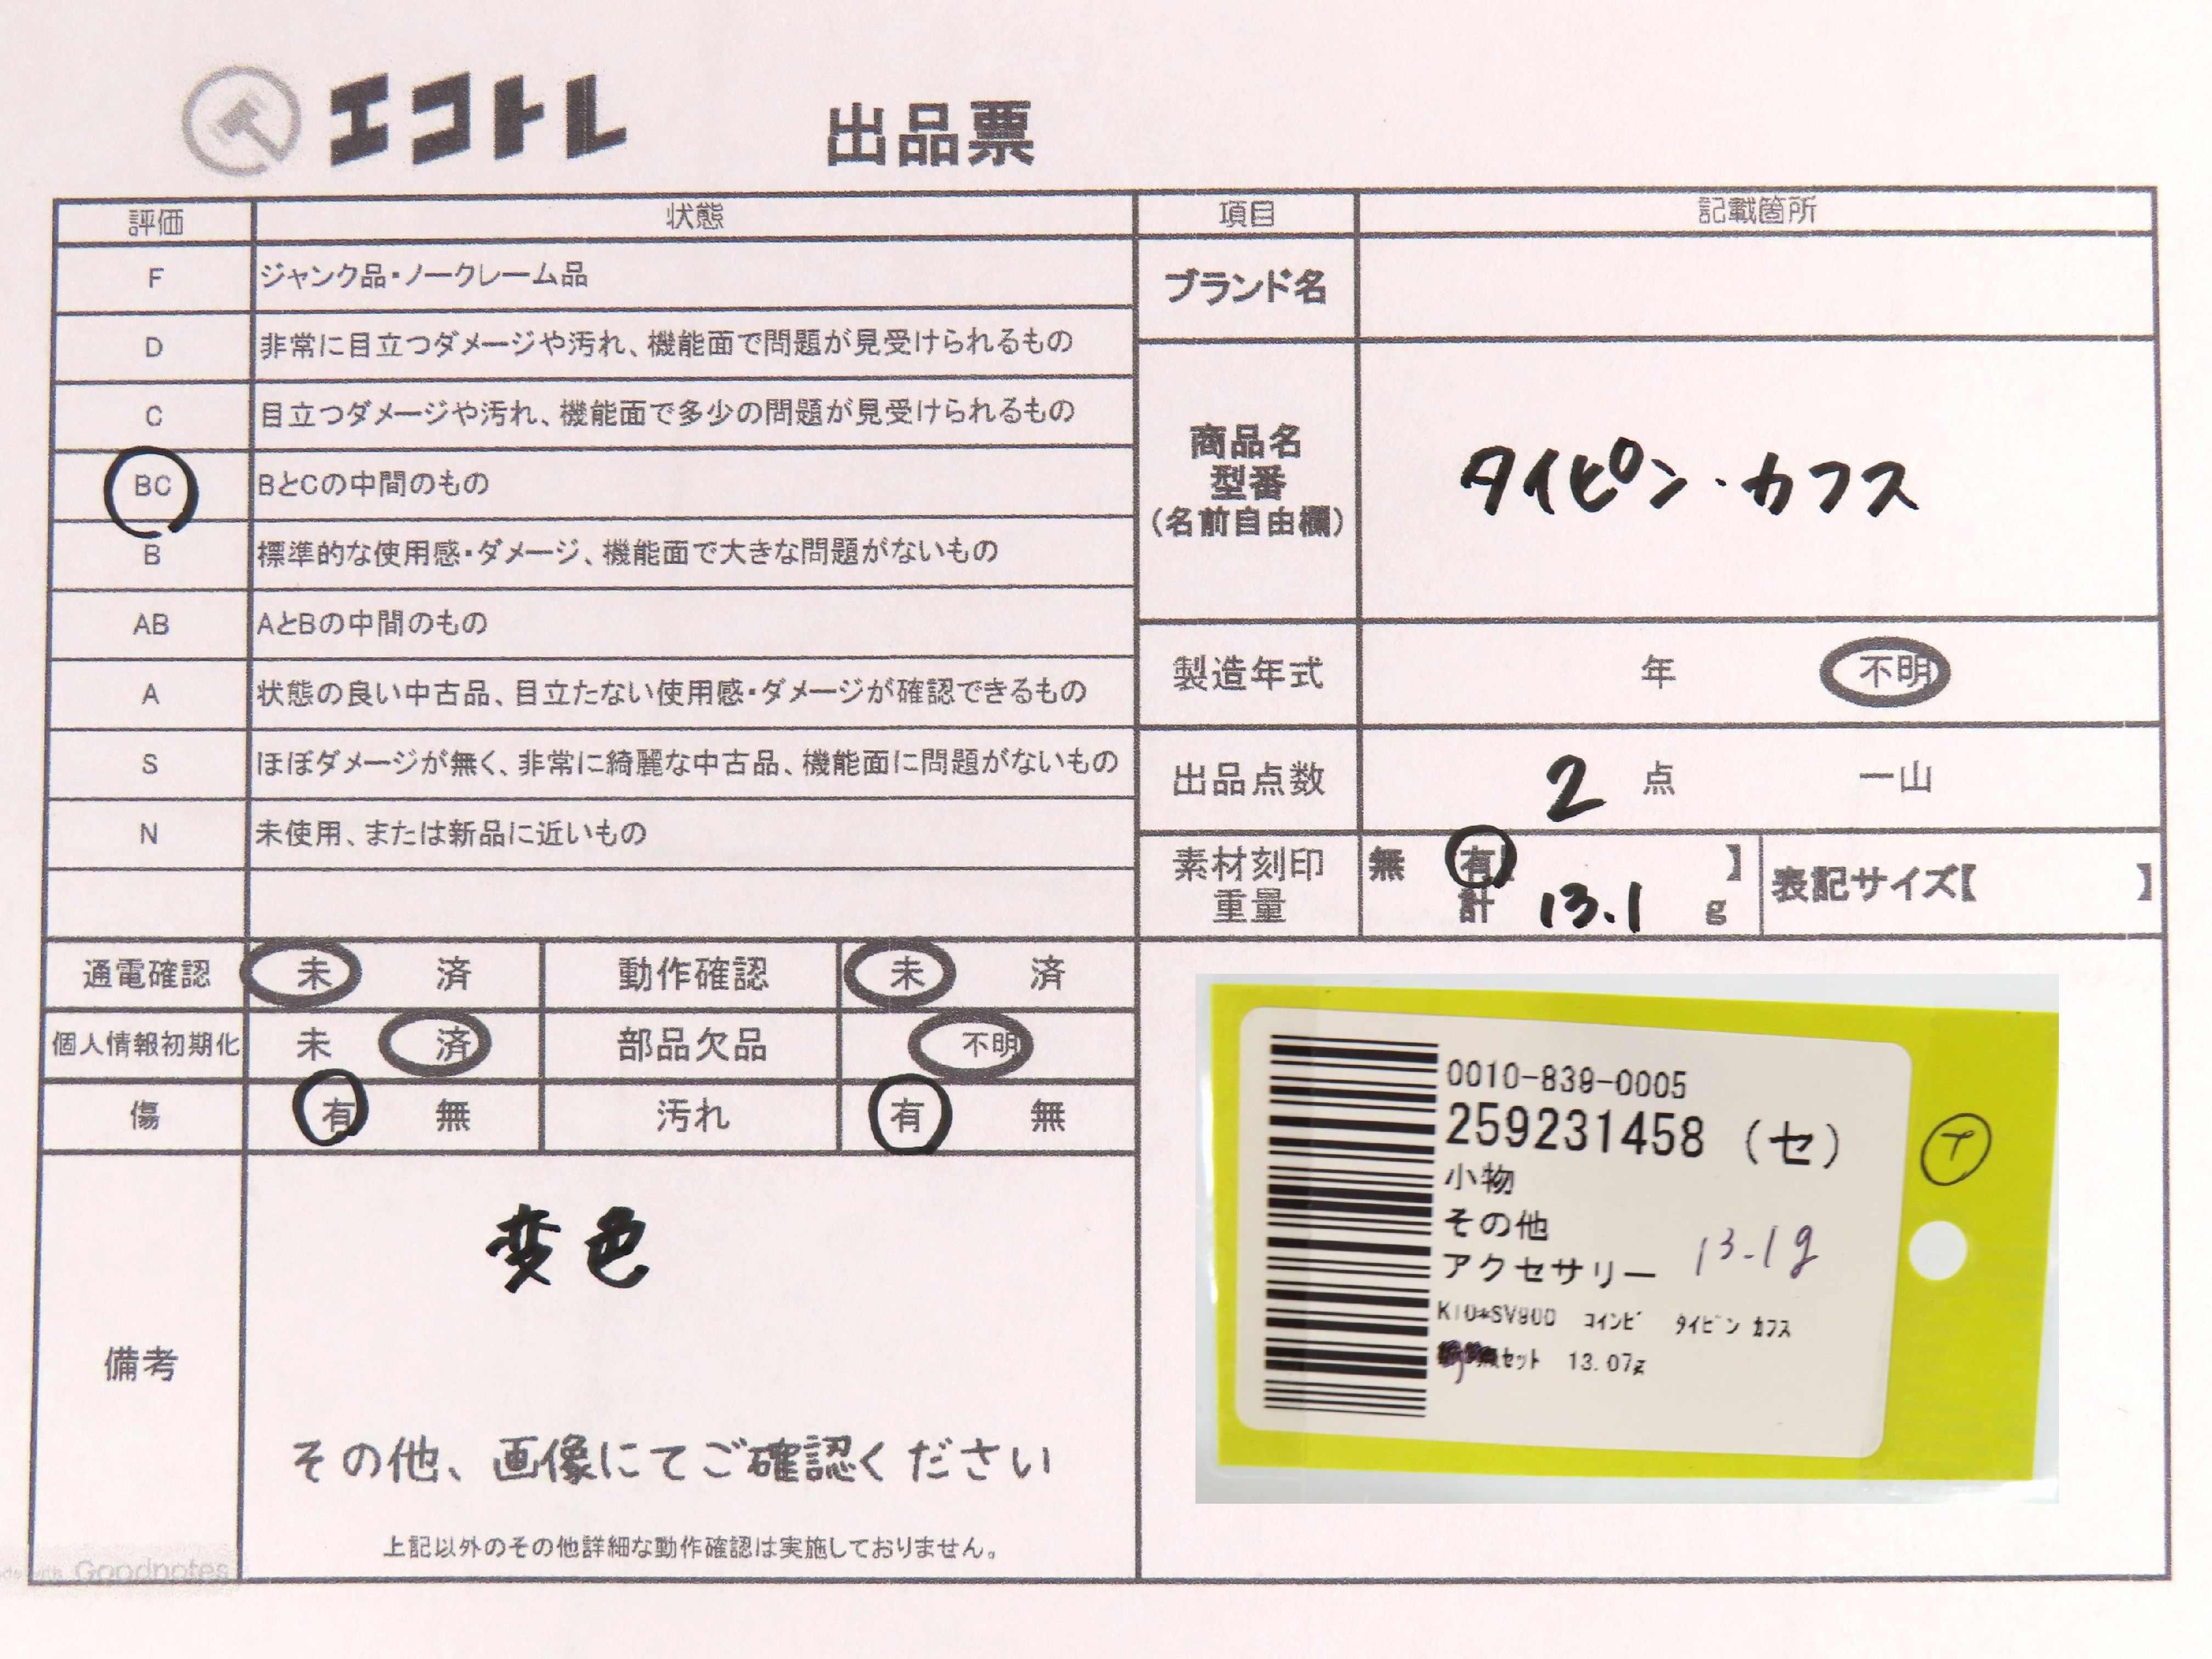 エコトレ 出品票
評価 状態 項目 記載箇所
F ジャンク品・ノークレーム品
D 非常に目立つダメージや汚れ、機能面で問題が見受けられるもの
C 目立つダメージや汚れ、機能面で多少の問題が見受けられるもの
BC BとCの中間のもの
B 標準的な使用感・ダメージ、機能面で大きな問題がないもの
AB AとBの中間のもの
A 状態の良い中古品、目立たない使用感・ダメージが確認できるもの
S ほぼダメージが無く、非常に綺麗な中古品、機能面に問題がないもの
N 未使用、または新品に近いもの
ブランド名
商品名
型番
(名前自由欄)
タイピン・カフス
製造年式 年 不明
出品点数 2 点 一山
素材刻印
重量
無 有 】
計 13.1 g
表記サイズ【 】
通電確認 未 済 動作確認 未 済
個人情報初期化 未 済 部品欠品 不明
傷 有 無 汚れ 有 無
備考
変色
その他、画像にてご確認ください
上記以外のその他詳細な動作確認は実施しておりません。
Goodnotes
0010-839-0005
259231458 (セ)
小物
その他
アクセサリー 13.1g
K10*SV900 コインピ タイピン カフス
セット 13.07g
イ